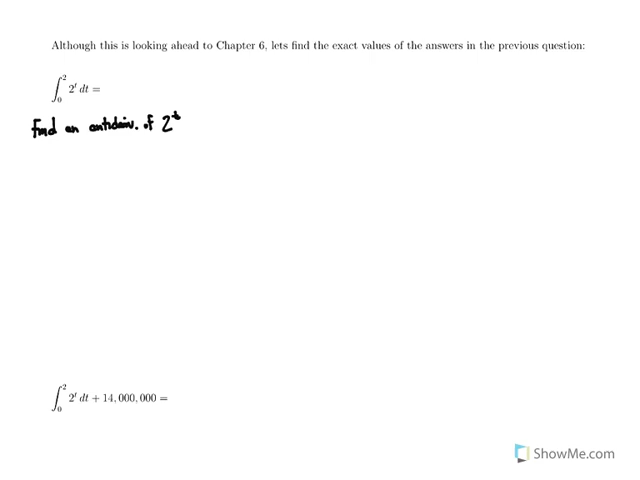 Although this is looking ahead to Chapter 6, lets find the exact values of the answers in the previous question:
∫₀² 2ᵗ dt =
Find an antideriv. of 2ᵗ
∫₀² 2ᵗ dt + 14,000,000 =
ShowMe.com